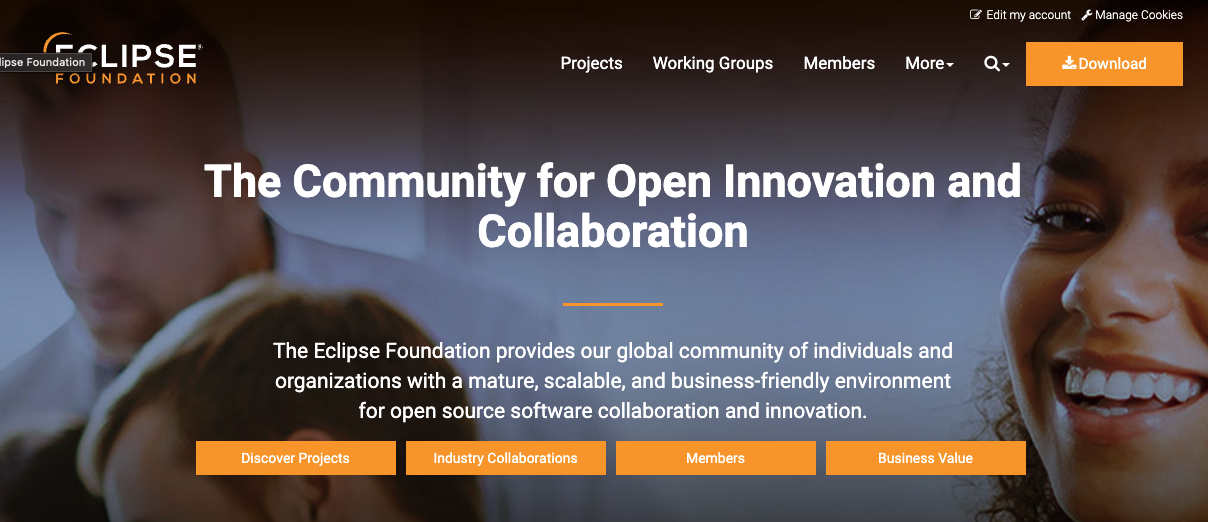 Edit my account Manage Cookies
ECLIPSE®
lipse Foundation
FOUNDATION
Projects Working Groups Members More Download
The Community for Open Innovation and
Collaboration
The Eclipse Foundation provides our global community of individuals and
organizations with a mature, scalable, and business-friendly environment
for open source software collaboration and innovation.
Discover Projects Industry Collaborations Members Business Value